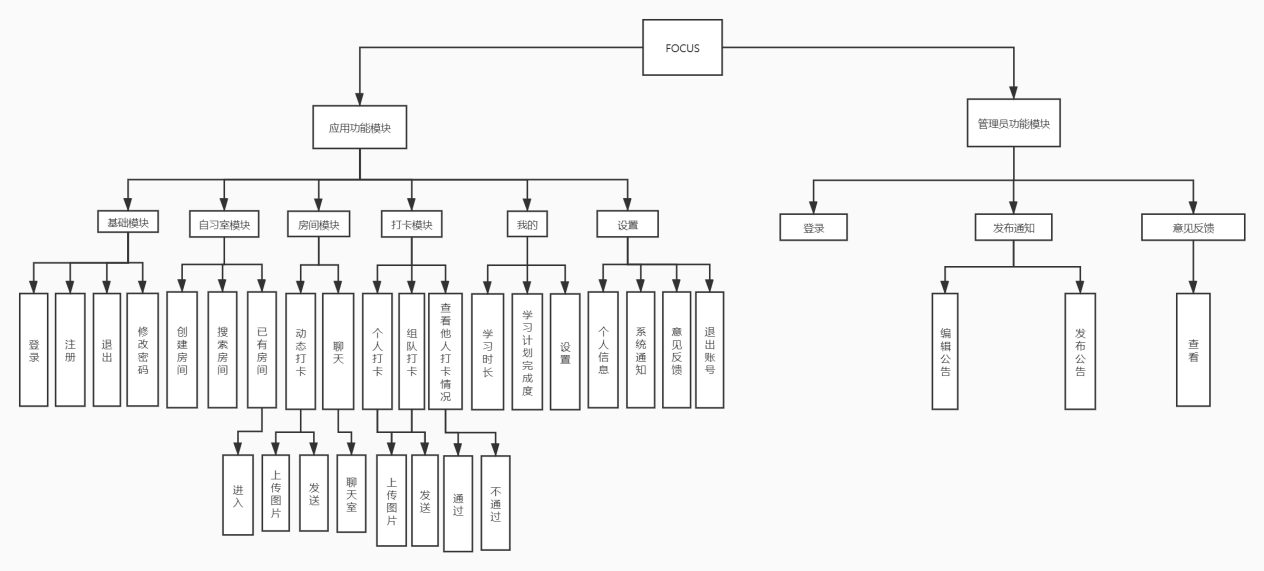 FOCUS
应用功能模块
管理员功能模块
基础模块
自习室模块
房间模块
打卡模块
我的
设置
登录
发布通知
意见反馈
登录
注册
退出
修改密码
创建房间
搜索房间
已有房间
动态打卡
聊天
个人打卡
组队打卡
查看他人打卡情况
学习时长
学习计划完成度
设置
个人信息
系统通知
意见反馈
退出账号
编辑公告
发布公告
查看
进入
上传图片
发送
聊天室
上传图片
发送
通过
不通过